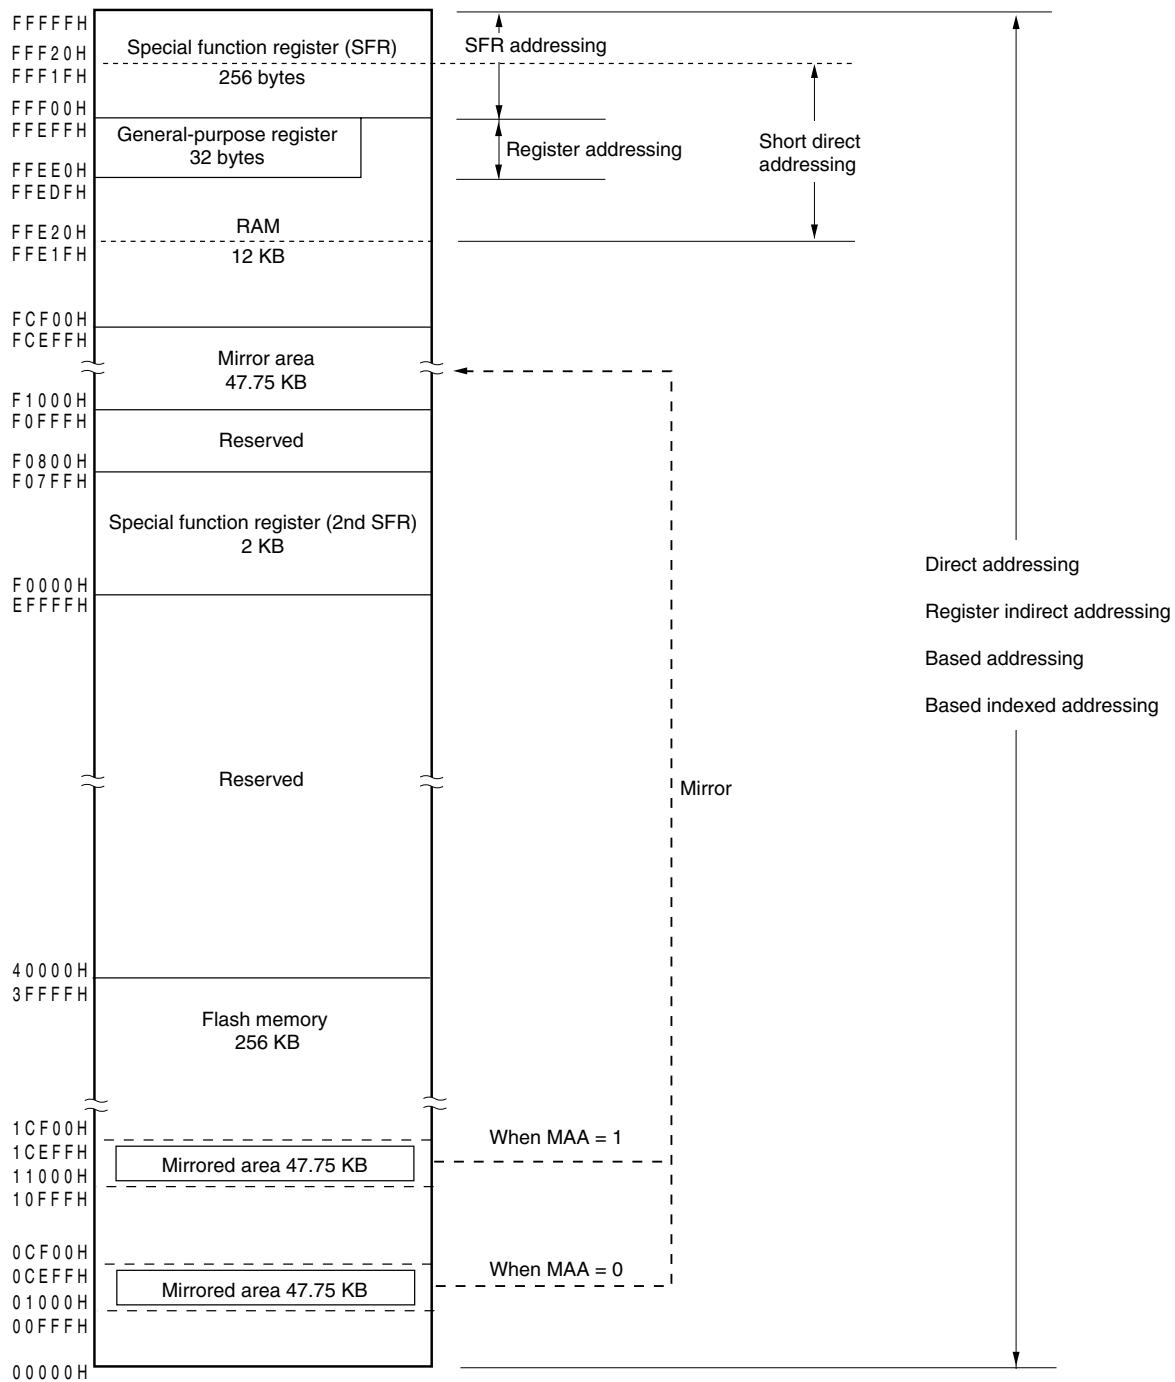 FFFFFH
Special function register (SFR)
256 bytes
SFR addressing
FFF20H
FFF1FH
FFF00H
FFEFFH
General-purpose register
32 bytes
Register addressing
Short direct
addressing
FFEE0H
FFEDFH
FFE20H
FFE1FH
RAM
12 KB
FCF00H
FCEFFH
Mirror area
47.75 KB
F1000H
F0FFFH
Reserved
F0800H
F07FFH
Special function register (2nd SFR)
2 KB
F0000H
EFFFFH
Direct addressing
Register indirect addressing
Based addressing
Based indexed addressing
Reserved
Mirror
40000H
3FFFFH
Flash memory
256 KB
1CF00H
1CEFFH
11000H
10FFFH
Mirrored area 47.75 KB
When MAA = 1
0CF00H
0CEFFH
01000H
00FFFH
Mirrored area 47.75 KB
When MAA = 0
00000H